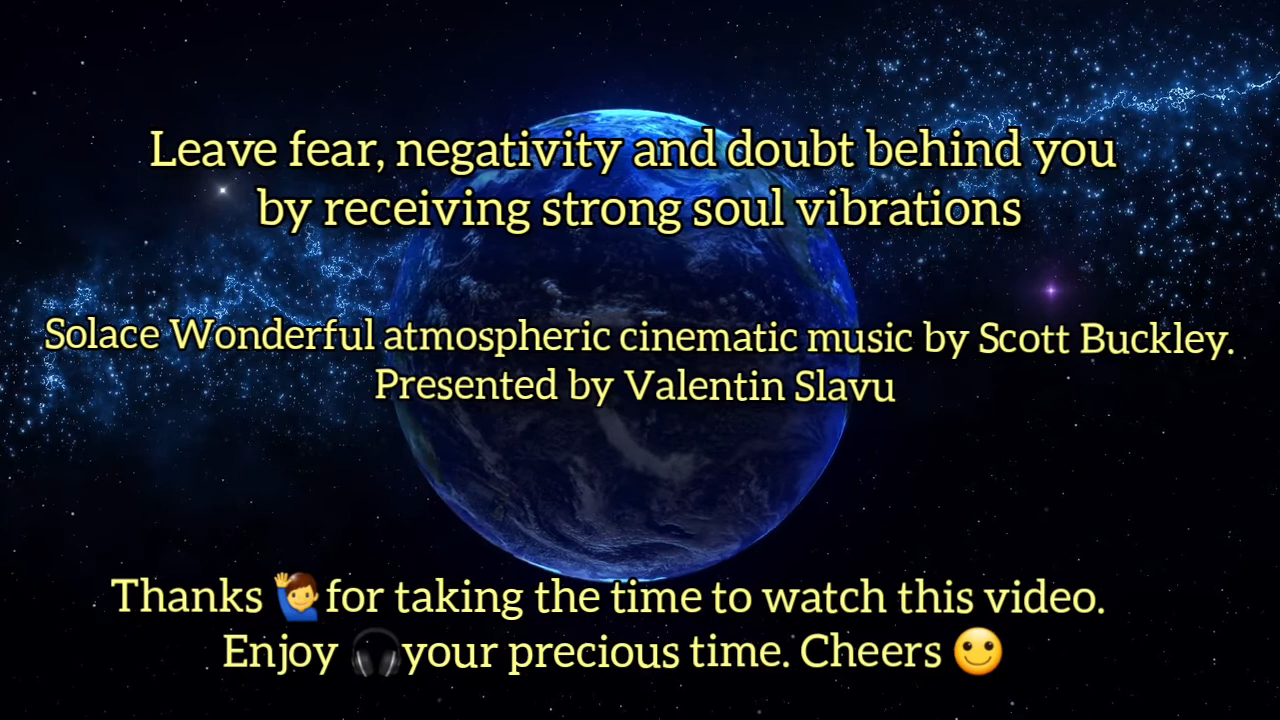 Leave fear, negativity and doubt behind you
by receiving strong soul vibrations
Solace Wonderful atmospheric cinematic music by Scott Buckley.
Presented by Valentin Slavu
Thanks 🙋‍♂️for taking the time to watch this video.
Enjoy 🎧your precious time. Cheers 🙂